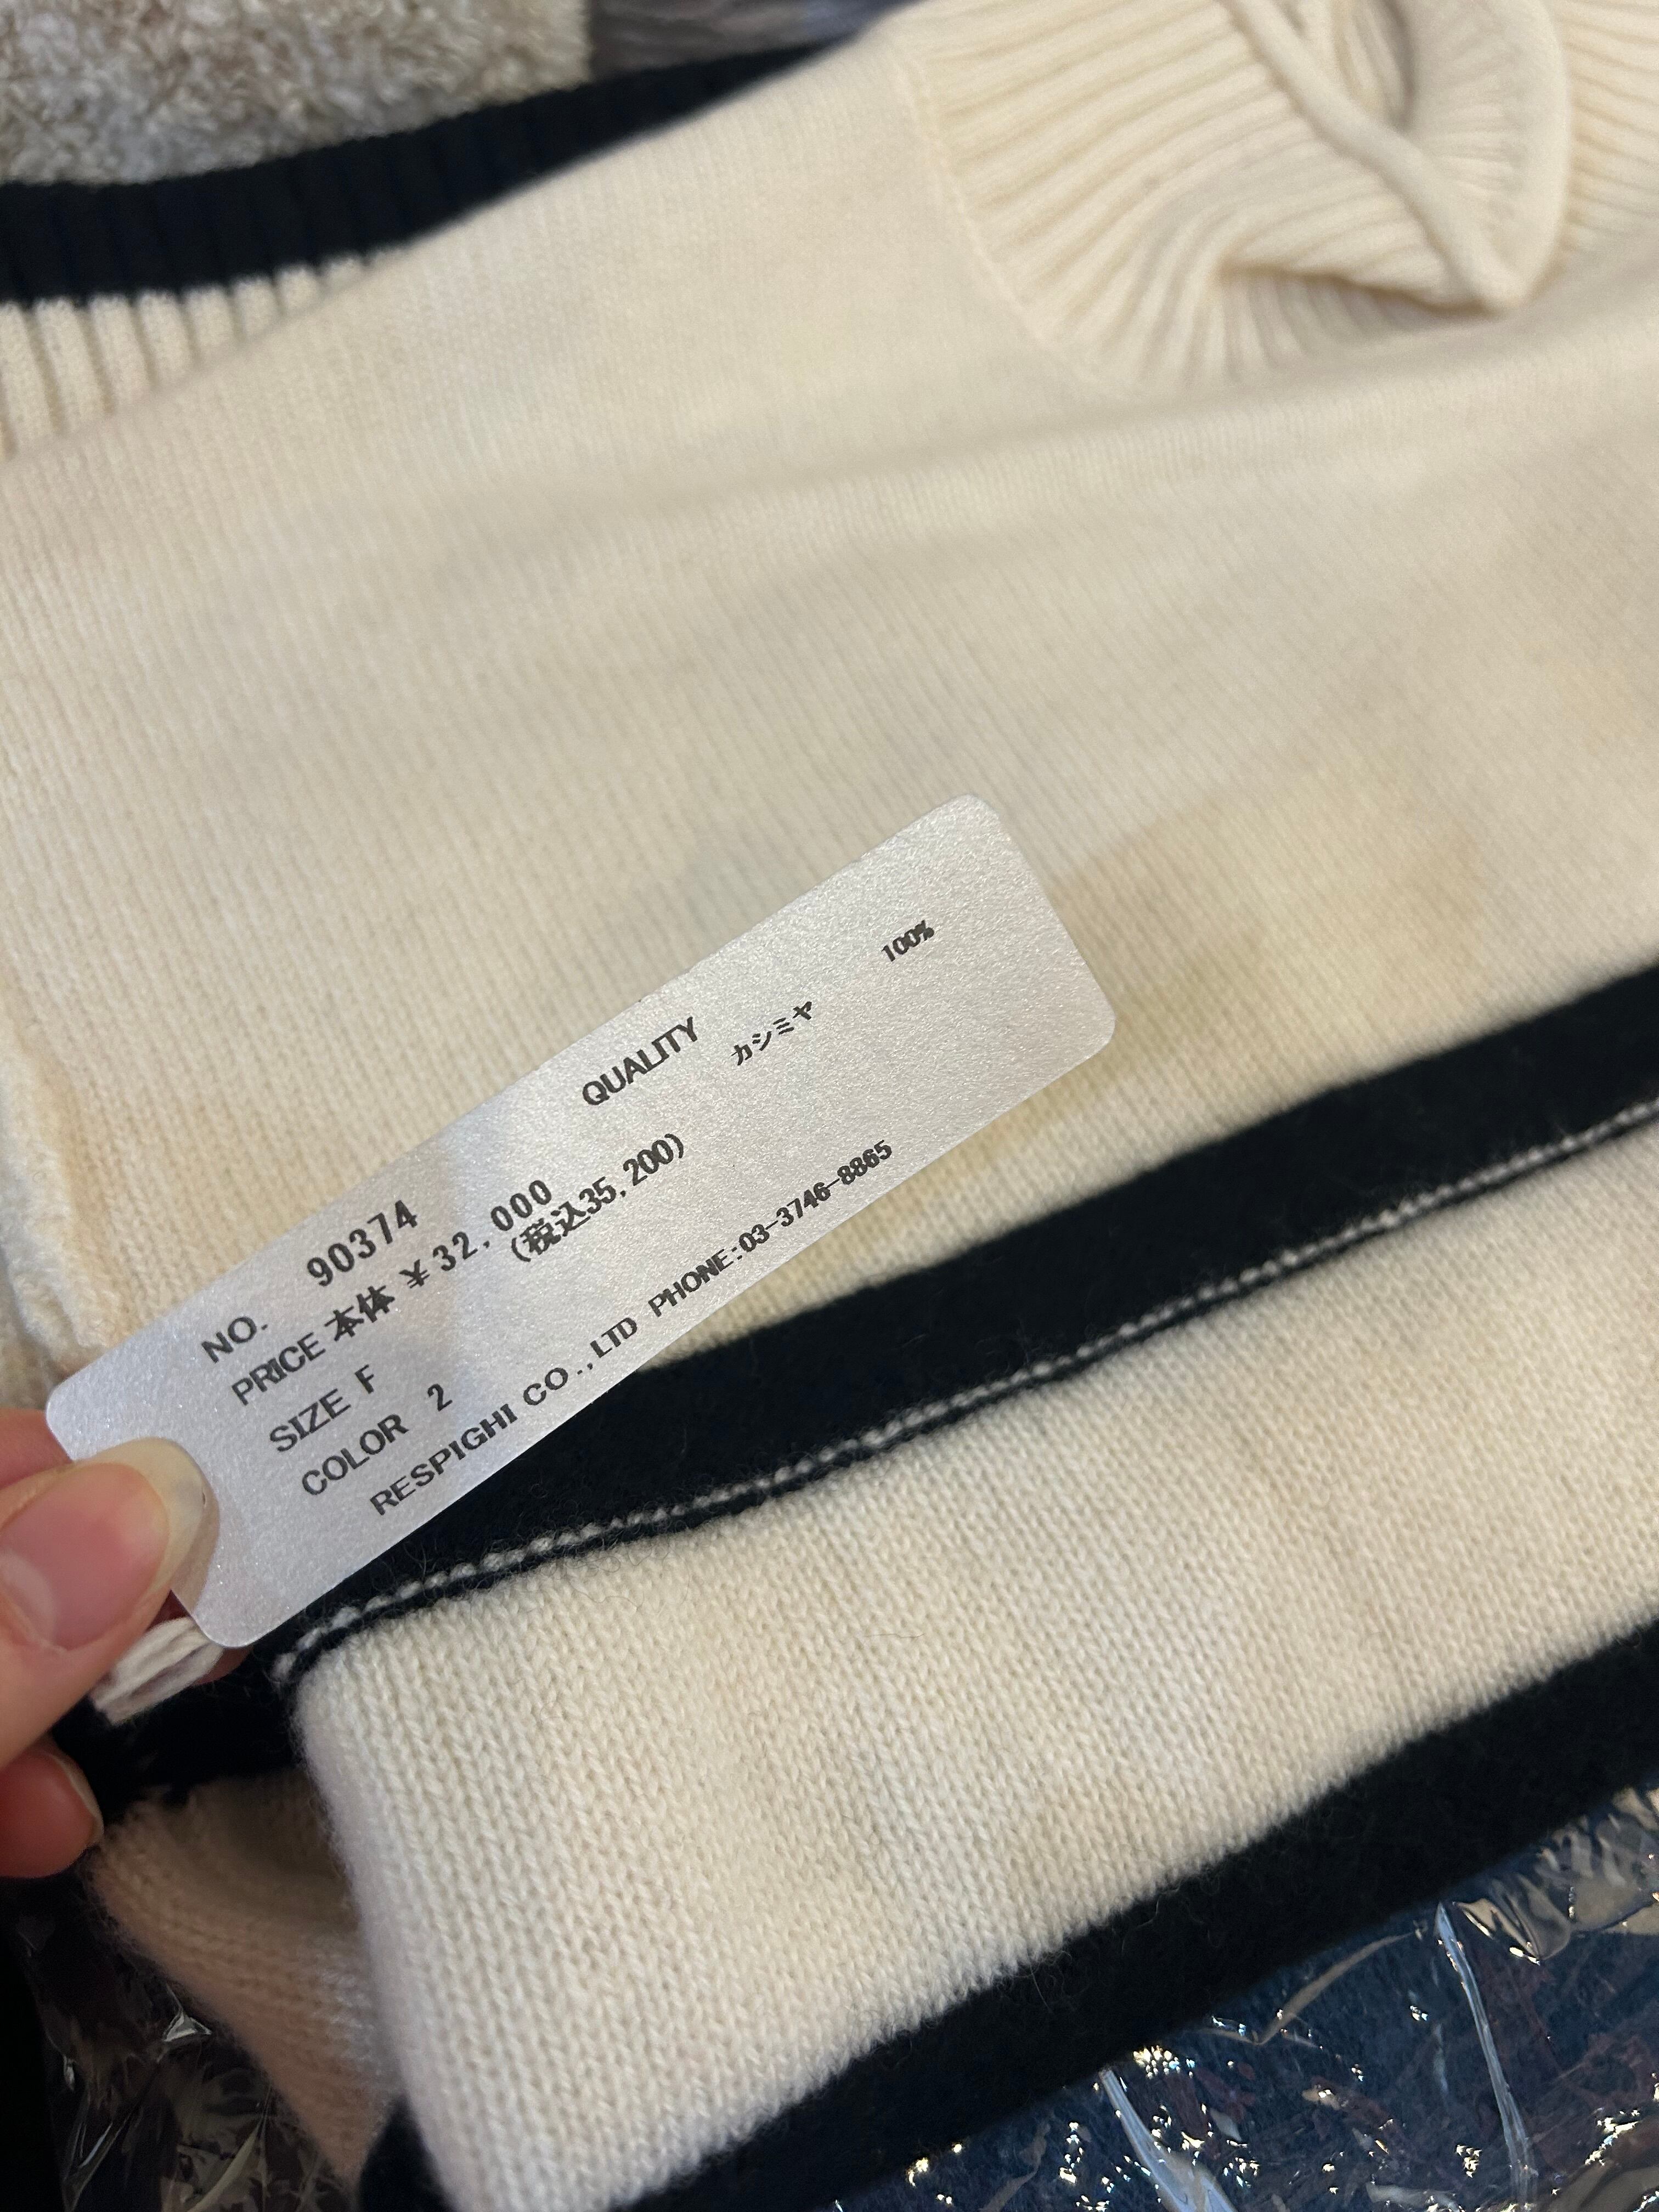 NO. 90374
PRICE 本体 ¥32,000
(税込35,200)
SIZE F
COLOR 2
QUALITY
カシミヤ 100%
RESPIGHI CO.,LTD PHONE:03-3746-8865